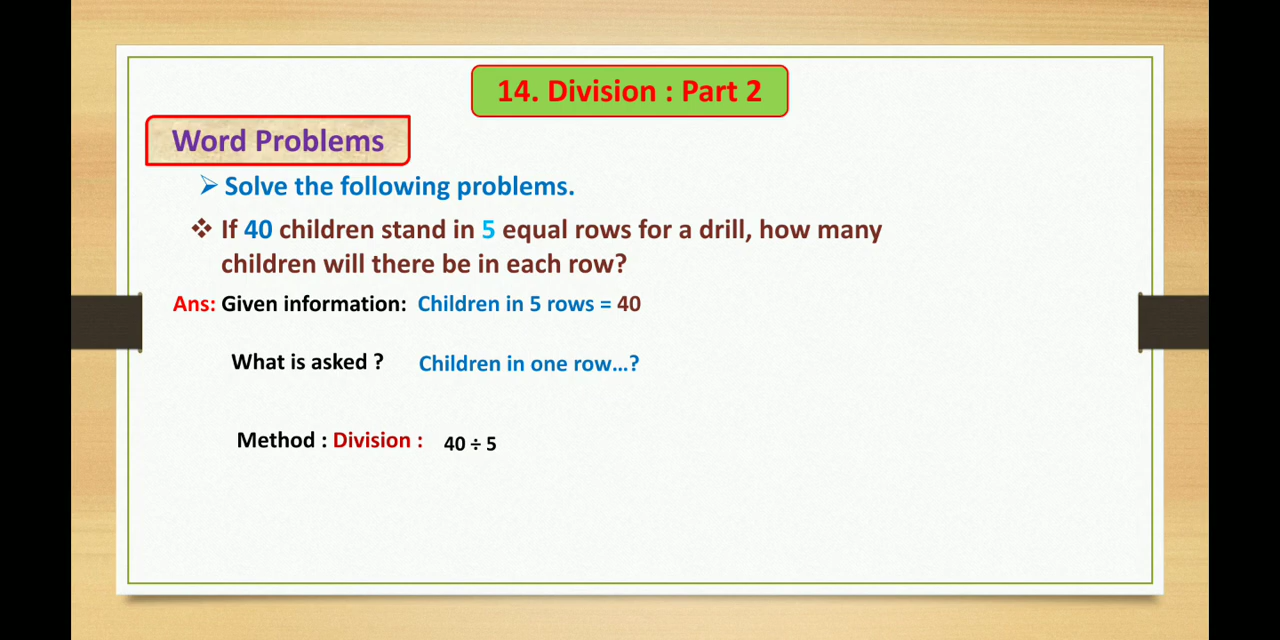 14. Division : Part 2
Word Problems
➢ Solve the following problems.
❖ If 40 children stand in 5 equal rows for a drill, how many
children will there be in each row?
Ans: Given information: Children in 5 rows = 40
What is asked ? Children in one row...?
Method : Division : 40 ÷ 5